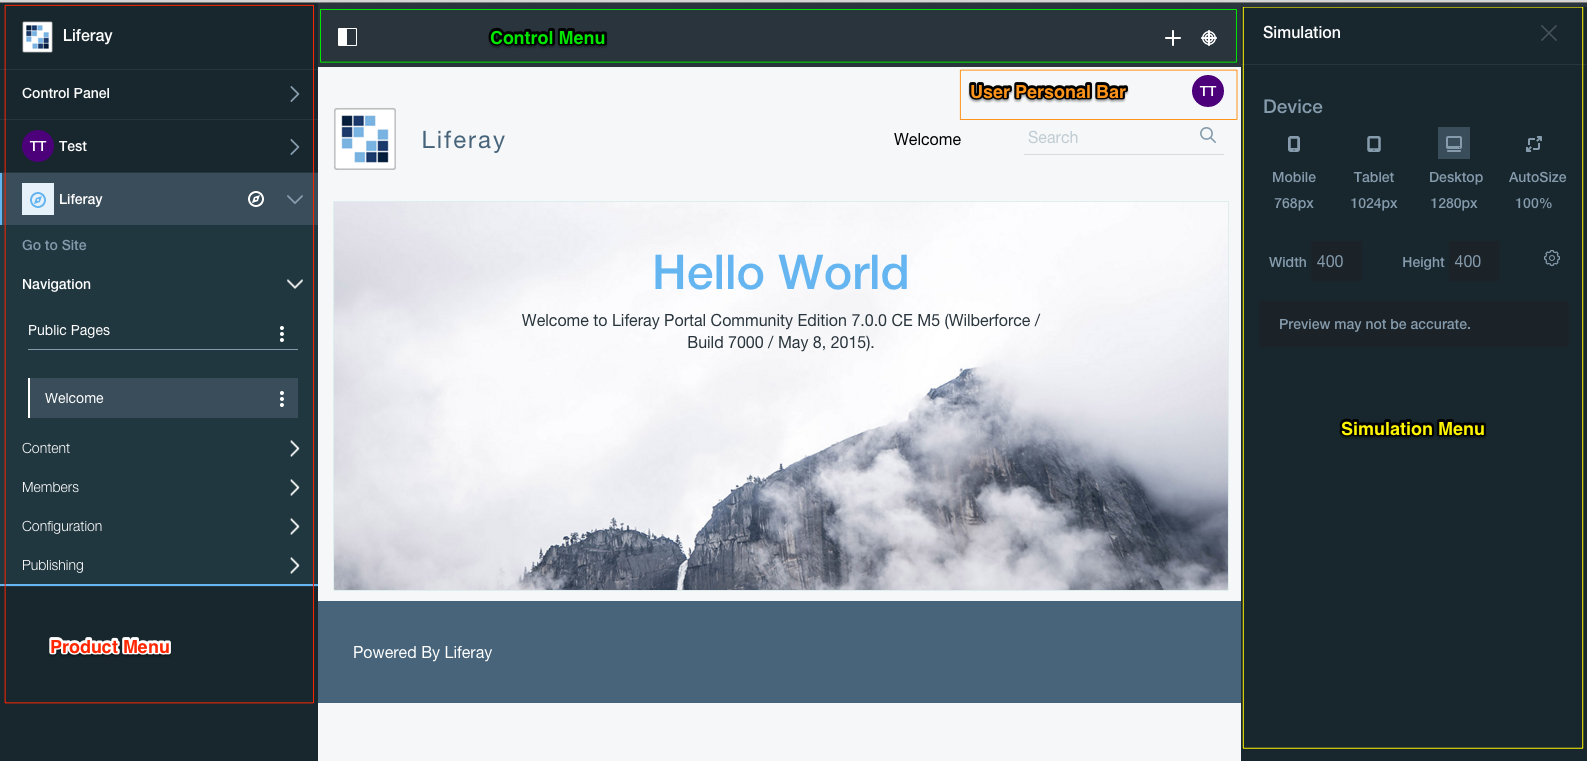 Liferay
Control Panel
TT Test
Liferay
Go to Site
Navigation
Public Pages
Welcome
Content
Members
Configuration
Publishing
Product Menu
Control Menu
User Personal Bar
TT
Liferay
Welcome
Search
Hello World
Welcome to Liferay Portal Community Edition 7.0.0 CE M5 (Wilberforce /
Build 7000 / May 8, 2015).
Powered By Liferay
Simulation
Device
Mobile Tablet Desktop AutoSize
768px 1024px 1280px 100%
Width 400 Height 400
Preview may not be accurate.
Simulation Menu